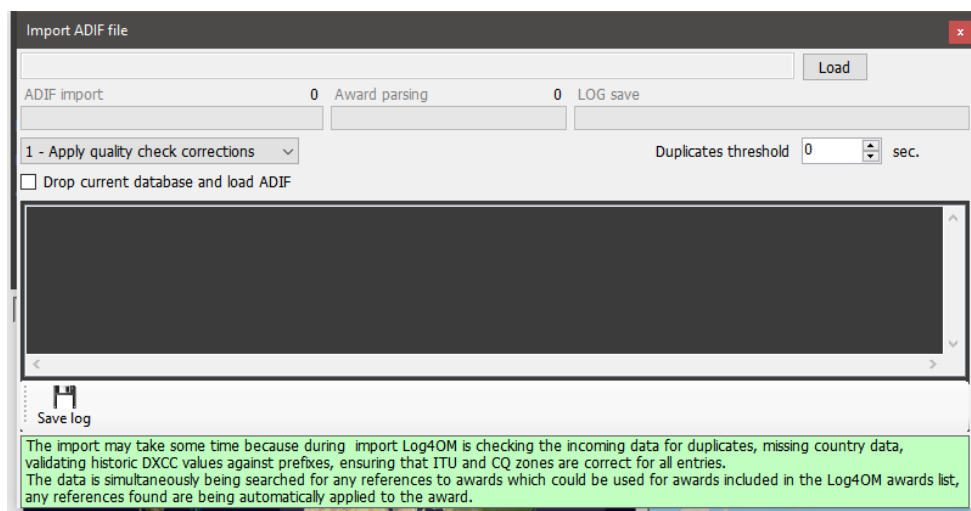 Import ADIF file
x
Load
ADIF import 0 Award parsing 0 LOG save
1 - Apply quality check corrections Duplicates threshold 0 sec.
Drop current database and load ADIF
Save log
The import may take some time because during import Log4OM is checking the incoming data for duplicates, missing country data,
validating historic DXCC values against prefixes, ensuring that ITU and CQ zones are correct for all entries.
The data is simultaneously being searched for any references to awards which could be used for awards included in the Log4OM awards list,
any references found are being automatically applied to the award.